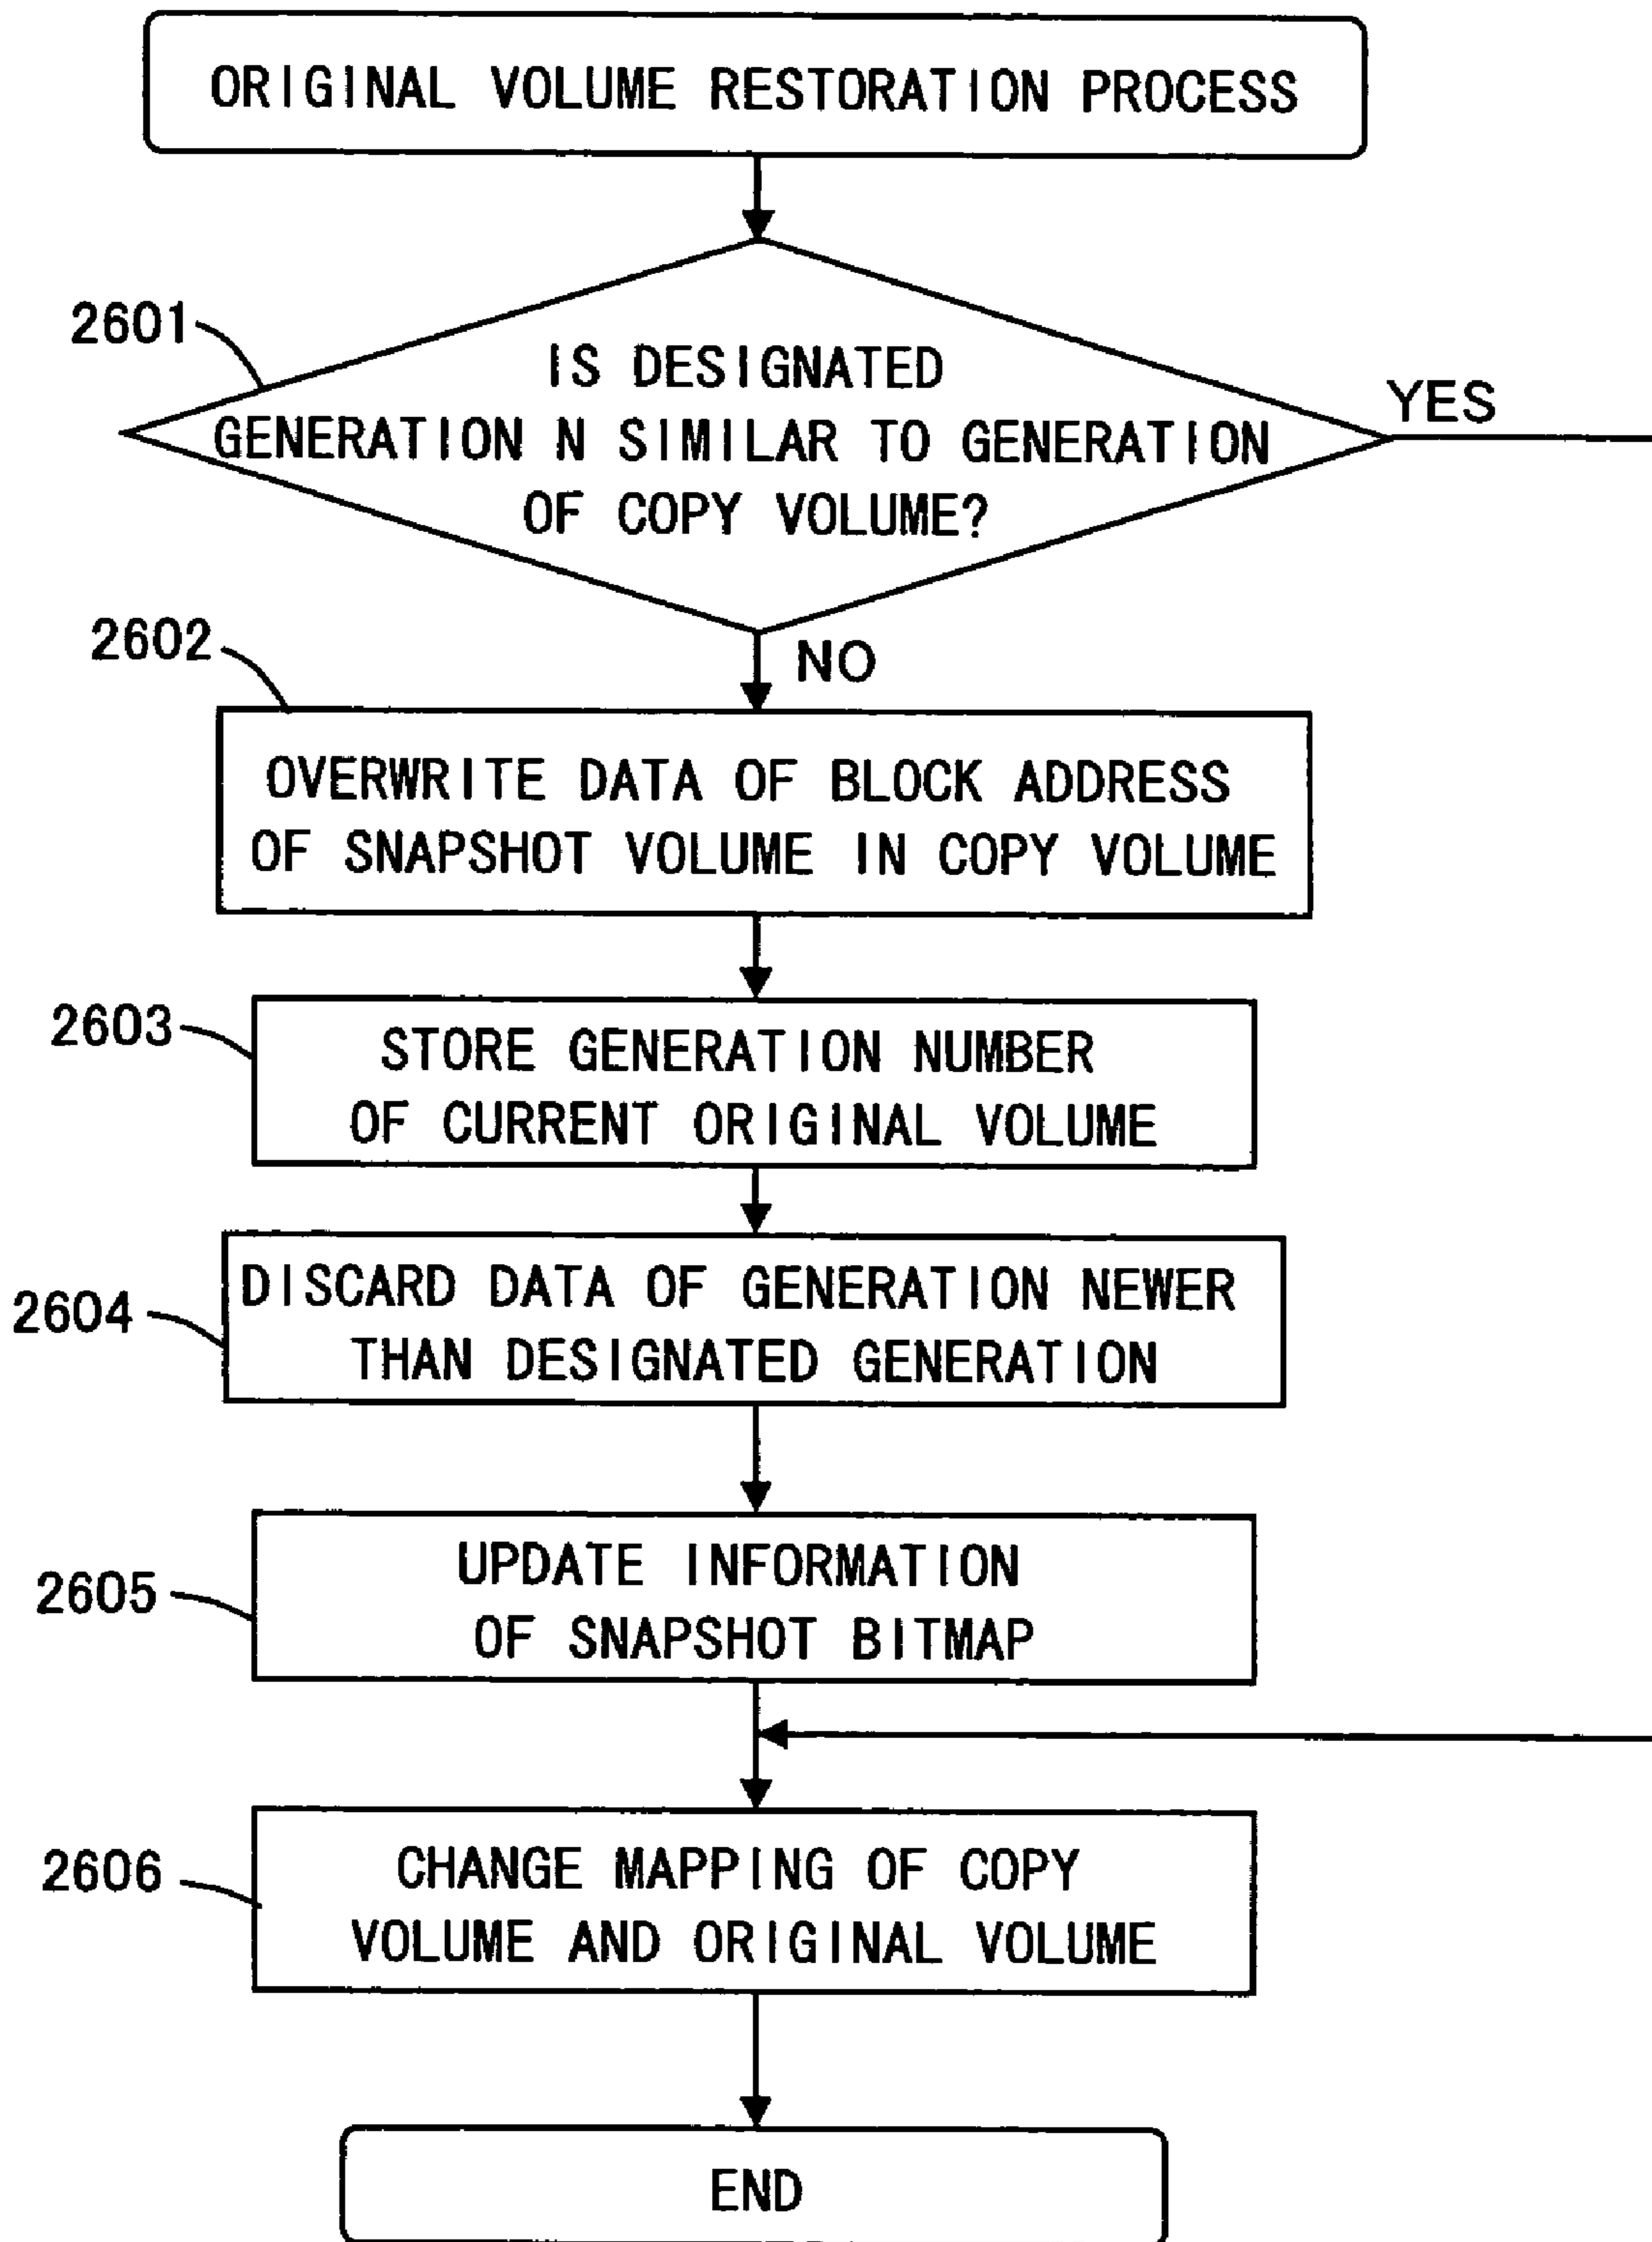 ORIGINAL VOLUME RESTORATION PROCESS
2601
IS DESIGNATED
GENERATION N SIMILAR TO GENERATION
OF COPY VOLUME?
YES
NO
2602
OVERWRITE DATA OF BLOCK ADDRESS
OF SNAPSHOT VOLUME IN COPY VOLUME
2603
STORE GENERATION NUMBER
OF CURRENT ORIGINAL VOLUME
2604
DISCARD DATA OF GENERATION NEWER
THAN DESIGNATED GENERATION
2605
UPDATE INFORMATION
OF SNAPSHOT BITMAP
2606
CHANGE MAPPING OF COPY
VOLUME AND ORIGINAL VOLUME
END